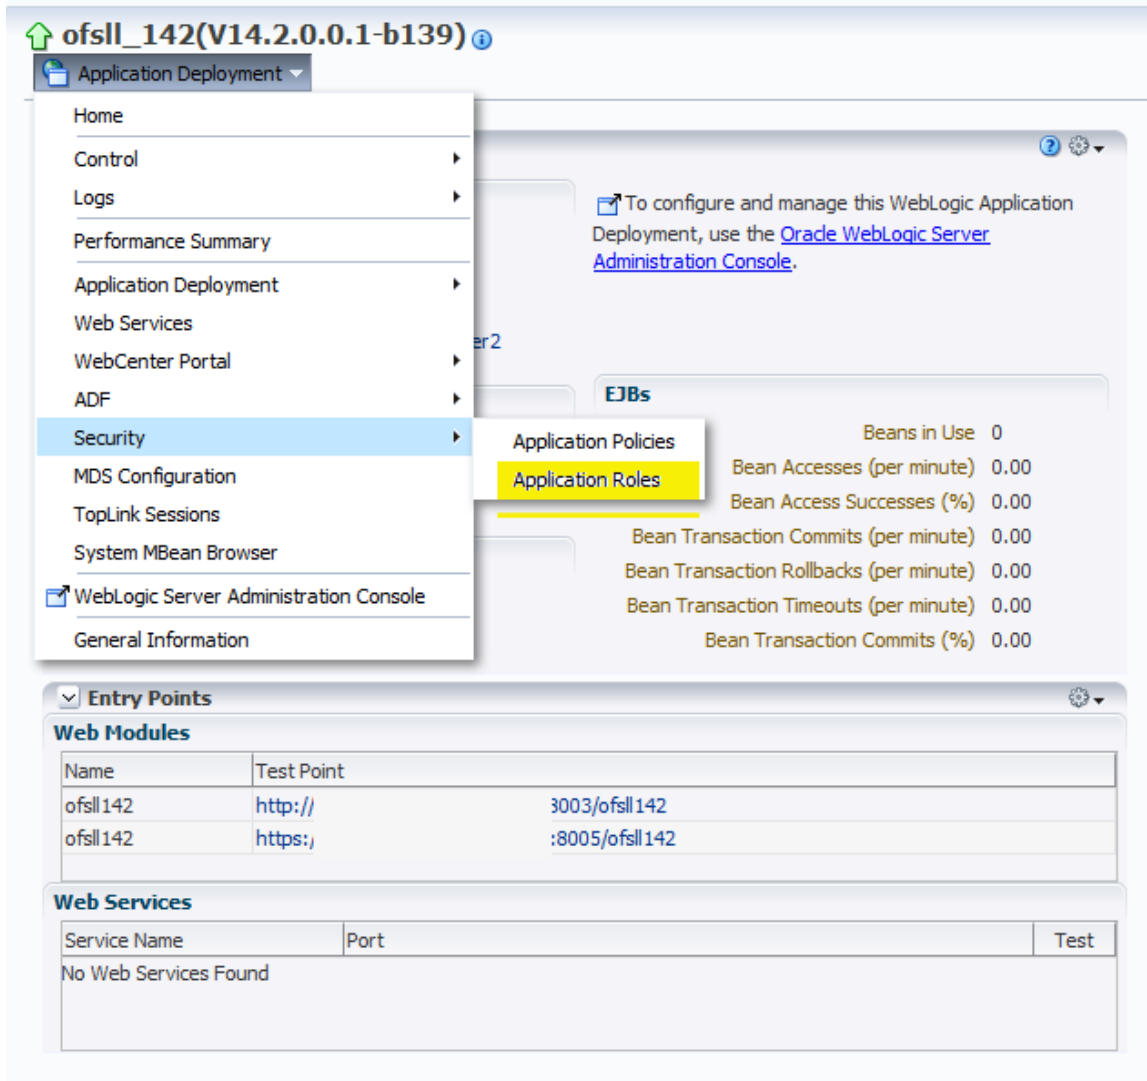 ofsll_142(V14.2.0.0.1-b139)
Application Deployment
Home
Control
Logs
Performance Summary
Application Deployment
Web Services
WebCenter Portal
ADF
Security
MDS Configuration
TopLink Sessions
System MBean Browser
WebLogic Server Administration Console
General Information
Application Policies
Application Roles
To configure and manage this WebLogic Application
Deployment, use the Oracle WebLogic Server
Administration Console.
er2
EJBs
Beans in Use 0
Bean Accesses (per minute) 0.00
Bean Access Successes (%) 0.00
Bean Transaction Commits (per minute) 0.00
Bean Transaction Rollbacks (per minute) 0.00
Bean Transaction Timeouts (per minute) 0.00
Bean Transaction Commits (%) 0.00
Entry Points
Web Modules
Name Test Point
ofsll142 http:// 8003/ofsll142
ofsll142 https:/ :8005/ofsll142
Web Services
Service Name Port Test
No Web Services Found